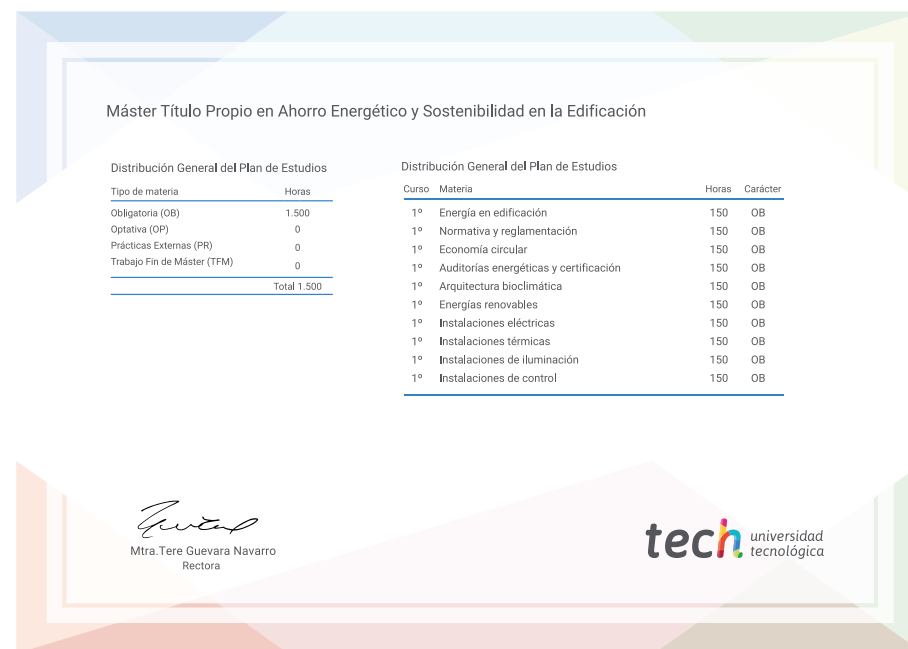 Máster Título Propio en Ahorro Energético y Sostenibilidad en la Edificación
Distribución General del Plan de Estudios
Tipo de materia Horas
Obligatoria (OB) 1.500
Optativa (OP) 0
Prácticas Externas (PR) 0
Trabajo Fin de Máster (TFM) 0
Total 1.500
Distribución General del Plan de Estudios
Curso Materia Horas Carácter
1º Energía en edificación 150 OB
1º Normativa y reglamentación 150 OB
1º Economía circular 150 OB
1º Auditorías energéticas y certificación 150 OB
1º Arquitectura bioclimática 150 OB
1º Energías renovables 150 OB
1º Instalaciones eléctricas 150 OB
1º Instalaciones térmicas 150 OB
1º Instalaciones de iluminación 150 OB
1º Instalaciones de control 150 OB
Mtra.Tere Guevara Navarro
Rectora
tech universidad
tecnológica